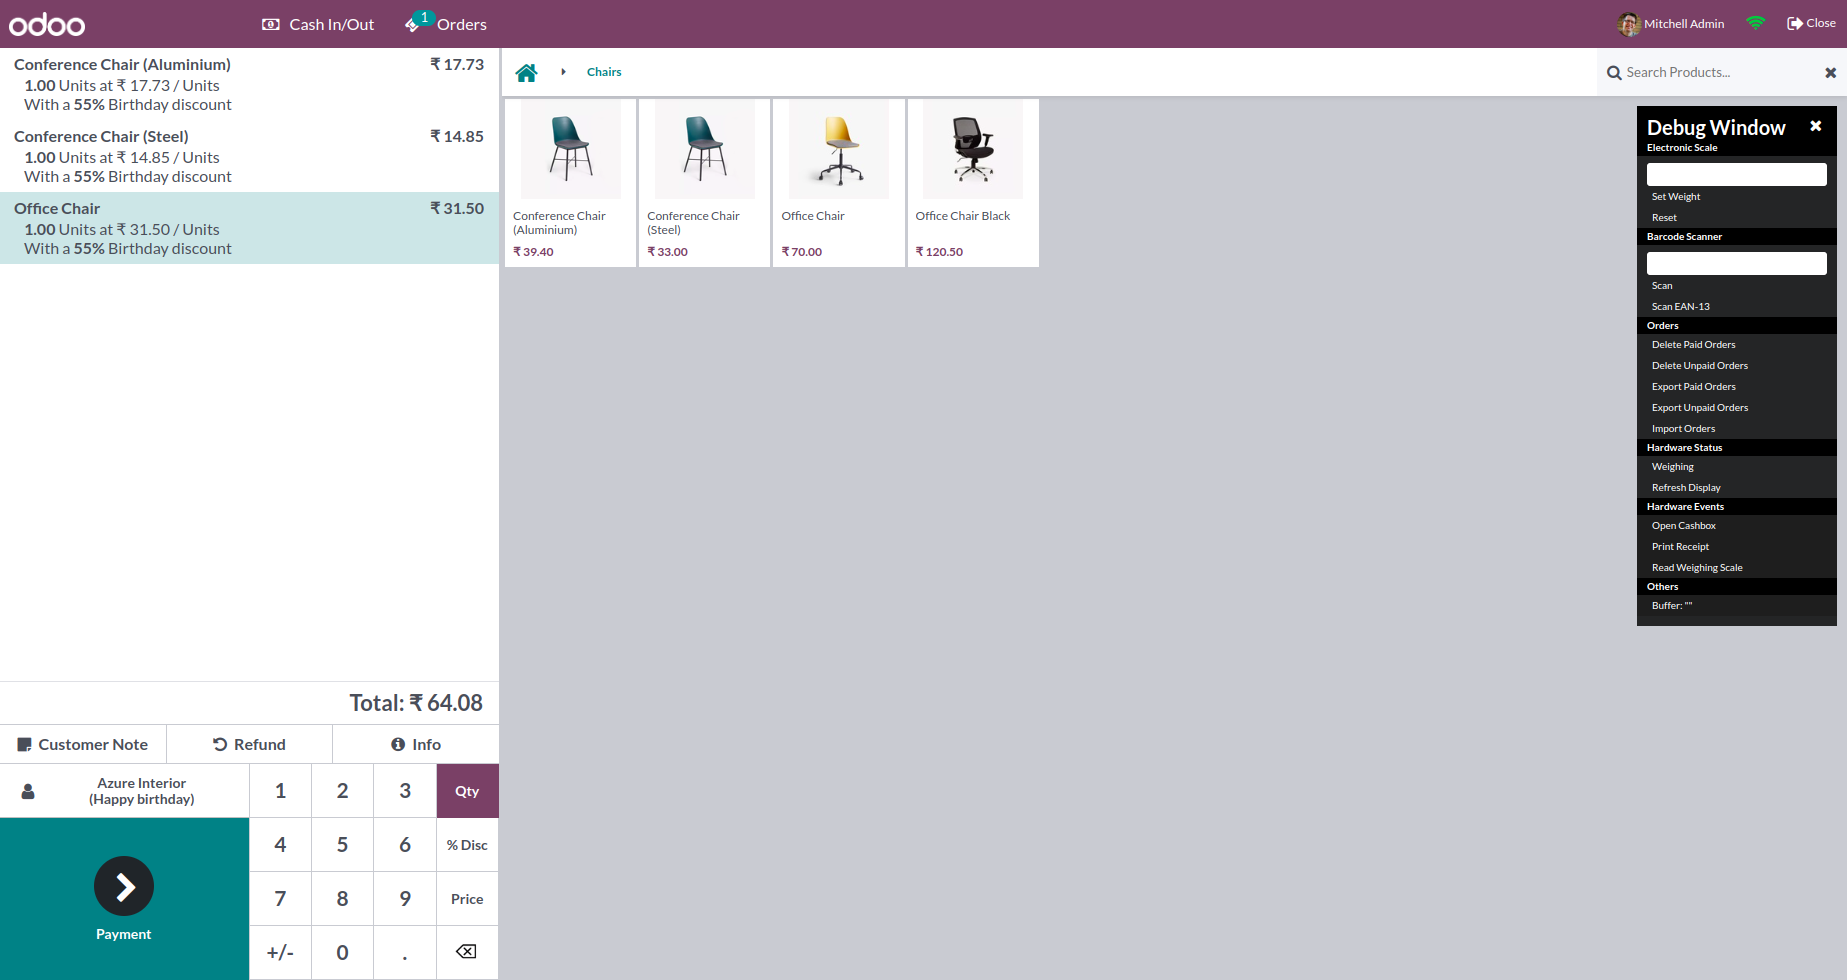 odoo
Cash In/Out
1
Orders
Mitchell Admin
Close
Conference Chair (Aluminium)
₹ 17.73
1.00 Units at ₹ 17.73 / Units
With a 55% Birthday discount
Conference Chair (Steel)
₹ 14.85
1.00 Units at ₹ 14.85 / Units
With a 55% Birthday discount
Office Chair
₹ 31.50
1.00 Units at ₹ 31.50 / Units
With a 55% Birthday discount
Total: ₹ 64.08
Customer Note
Refund
Info
Azure Interior
(Happy birthday)
1
2
3
Qty
4
5
6
% Disc
7
8
9
Price
+/-
0
.
Payment
Chairs
Search Products...
Conference Chair
(Aluminium)
₹ 39.40
Conference Chair
(Steel)
₹ 33.00
Office Chair
₹ 70.00
Office Chair Black
₹ 120.50
Debug Window
Electronic Scale
Set Weight
Reset
Barcode Scanner
Scan
Scan EAN-13
Orders
Delete Paid Orders
Delete Unpaid Orders
Export Paid Orders
Export Unpaid Orders
Import Orders
Hardware Status
Weighing
Refresh Display
Hardware Events
Open Cashbox
Print Receipt
Read Weighing Scale
Others
Buffer: ""